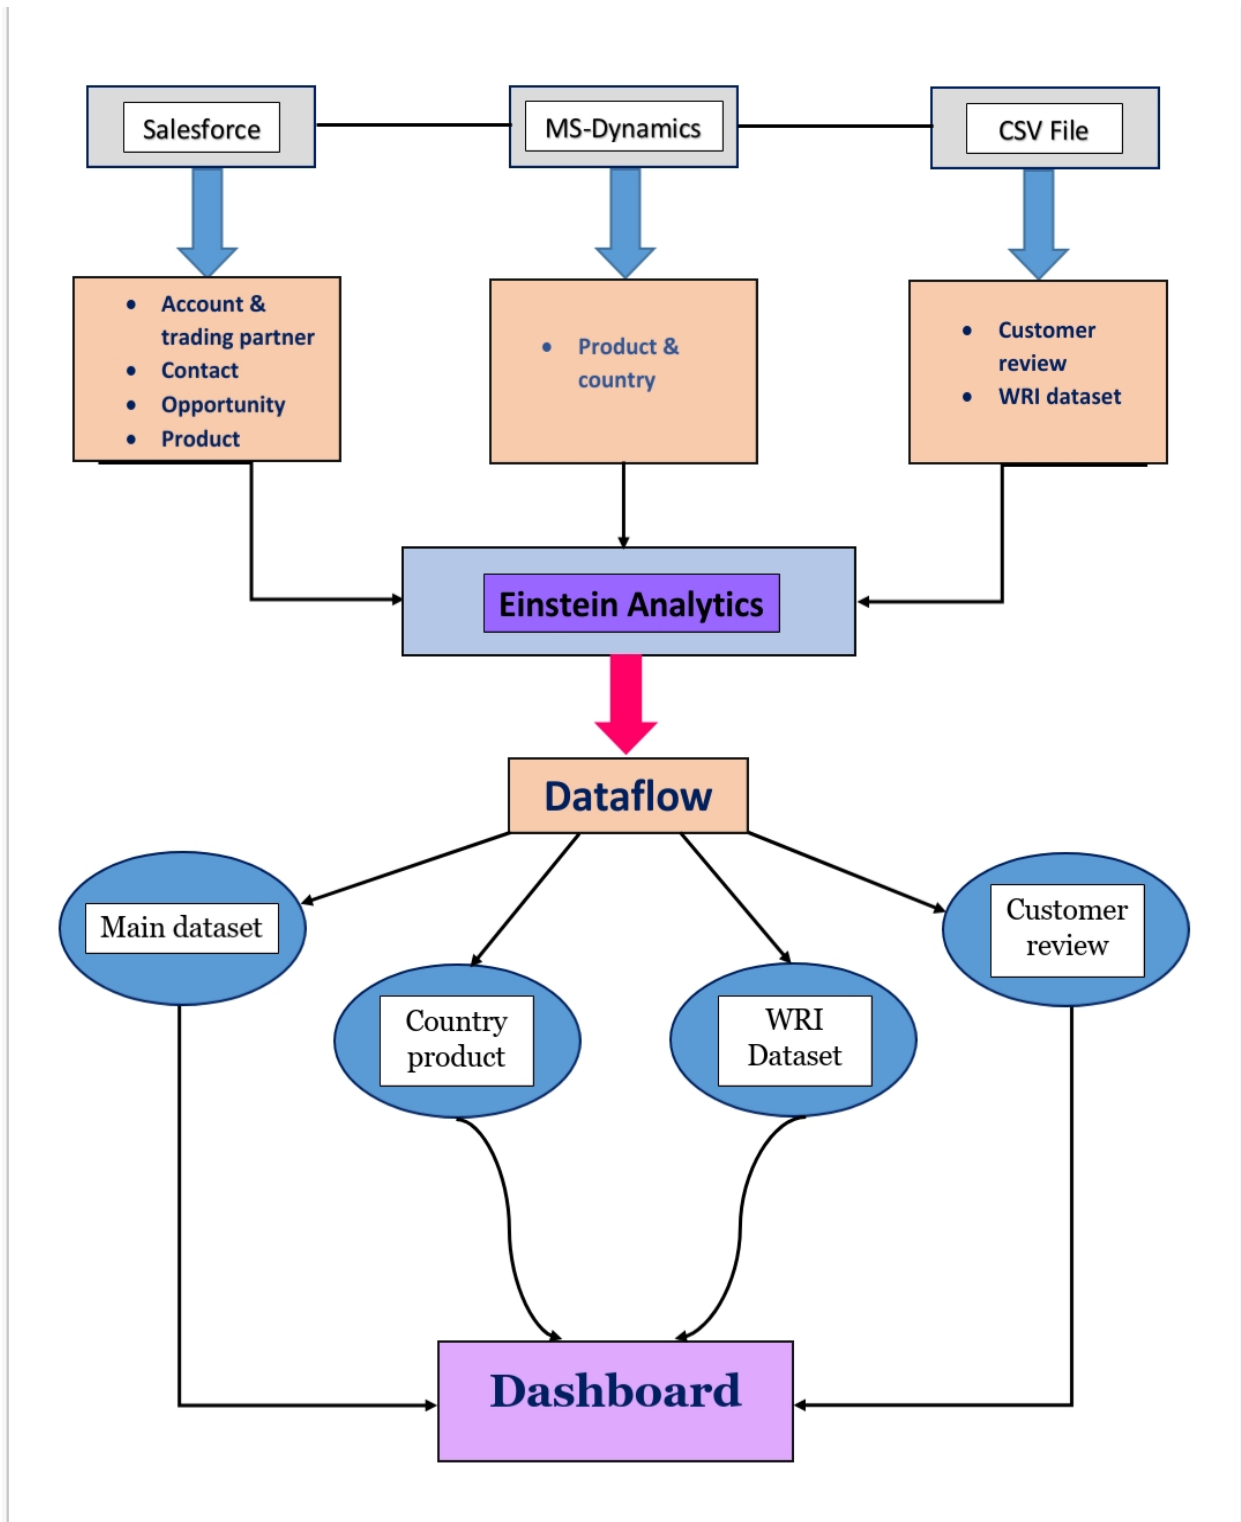 Salesforce
MS-Dynamics
CSV File
• Account &
trading partner
• Contact
• Opportunity
• Product
• Product &
country
• Customer
review
• WRI dataset
Einstein Analytics
Dataflow
Main dataset
Country
product
WRI
Dataset
Customer
review
Dashboard